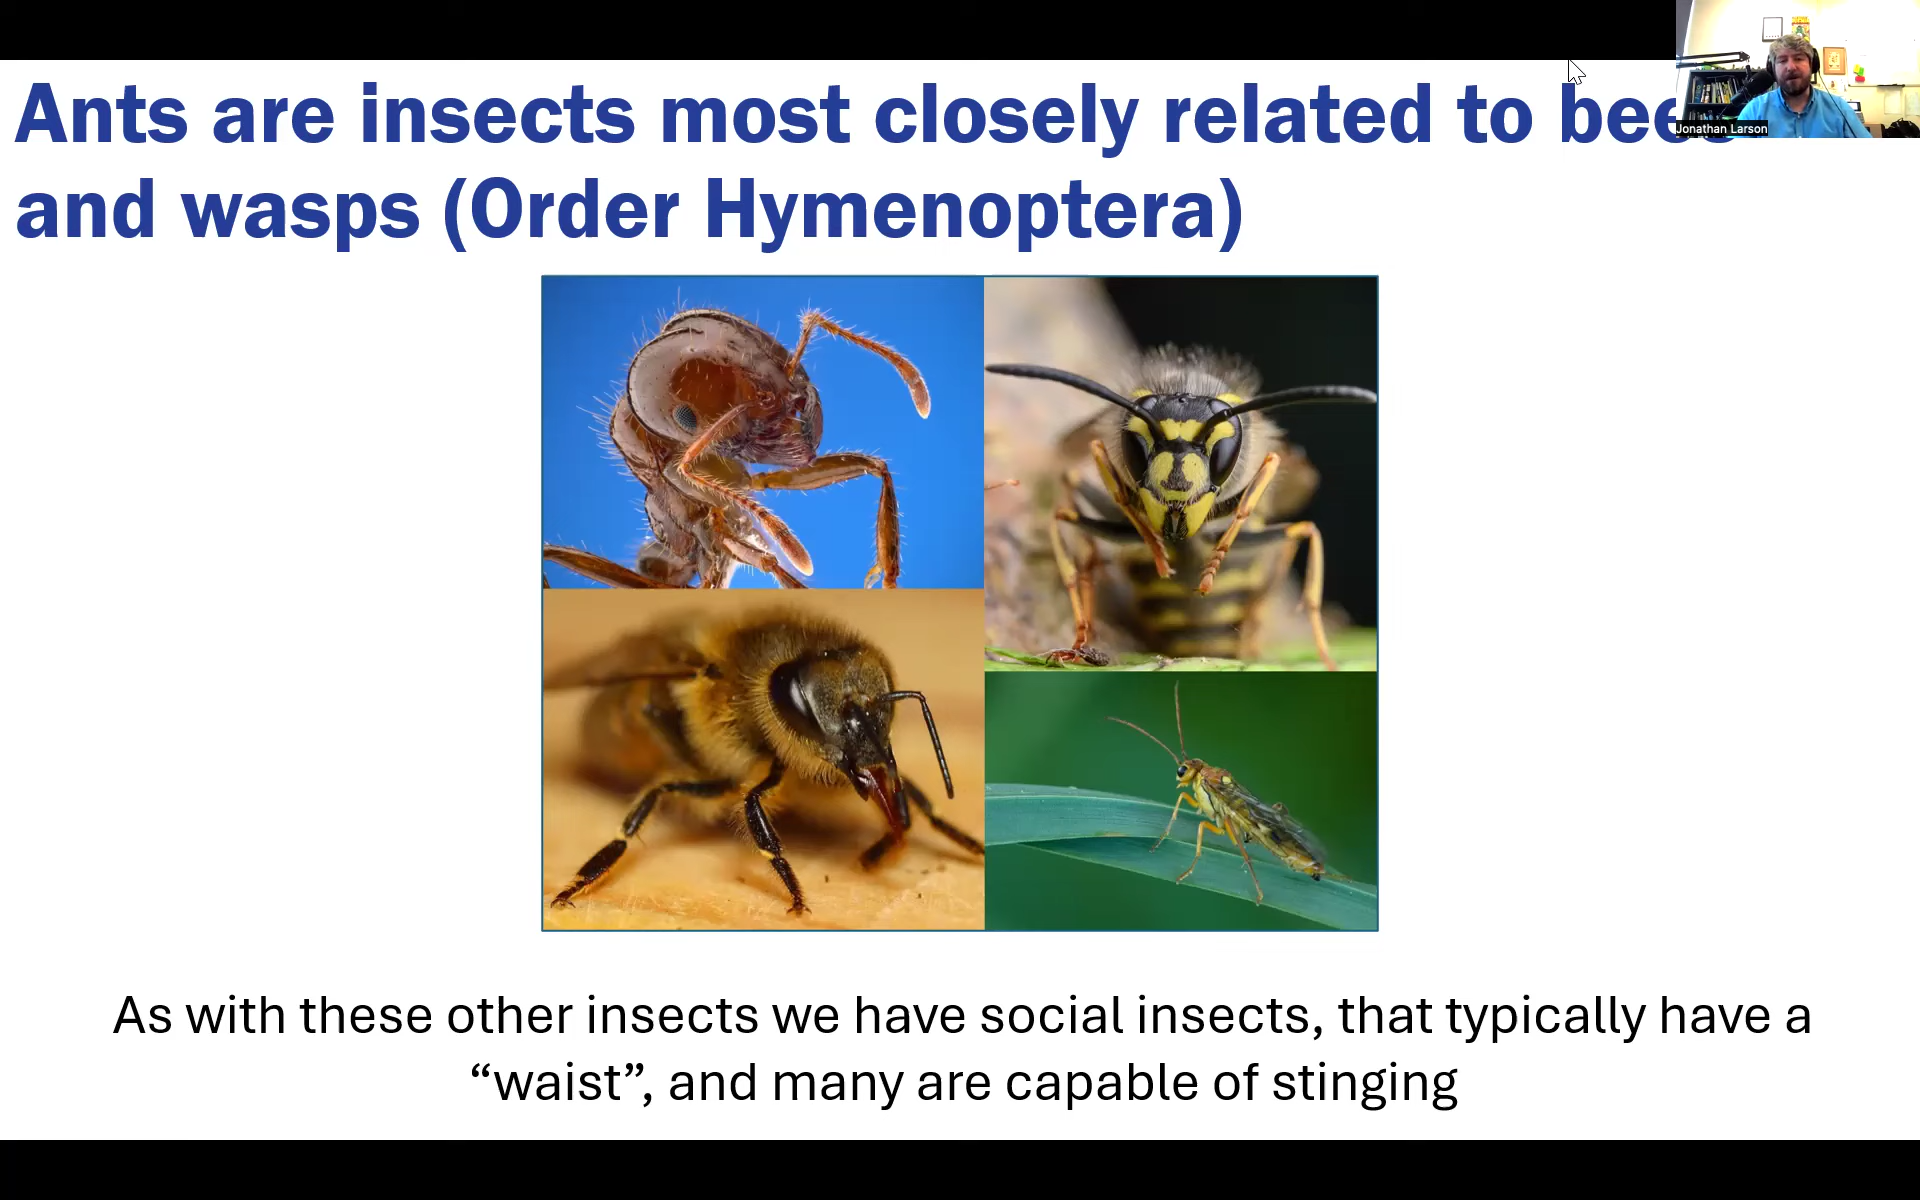 Ants are insects most closely related to bees
and wasps (Order Hymenoptera)
Jonathan Larson
As with these other insects we have social insects, that typically have a
“waist”, and many are capable of stinging